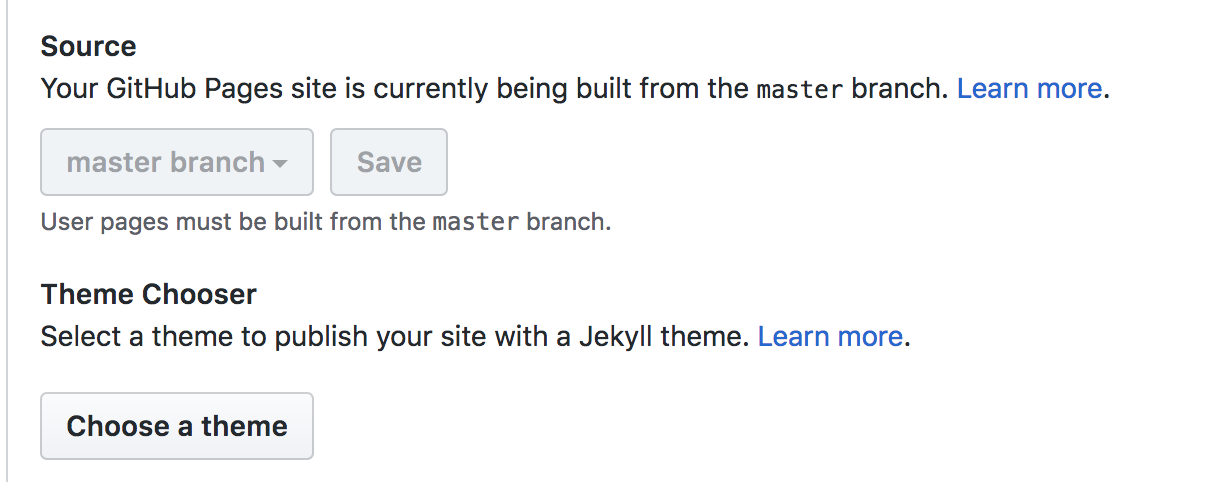 Source
Your GitHub Pages site is currently being built from the master branch. Learn more.
master branch Save
User pages must be built from the master branch.
Theme Chooser
Select a theme to publish your site with a Jekyll theme. Learn more.
Choose a theme